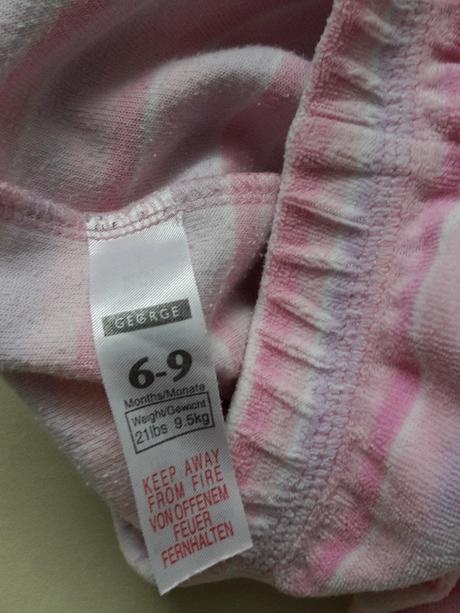 GEORGE
6-9
Months/Monate
Weight/Gewicht
21lbs 9.5kg
KEEP AWAY
FROM FIRE
VON OFFENEM
FEUER
FERNHALTEN